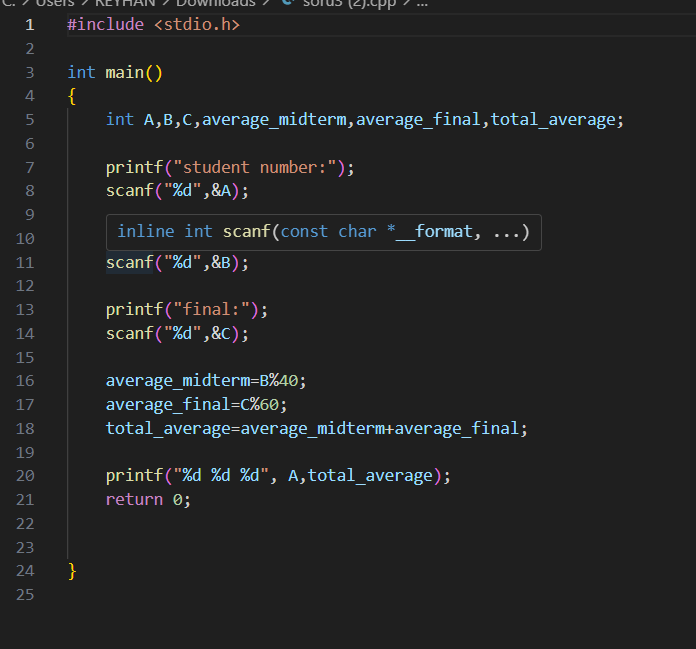 C: > Users > REYHAN > Downloads > soru3 (2).cpp > ...
1 #include <stdio.h>
2
3 int main()
4 {
5 int A,B,C,average_midterm,average_final,total_average;
6
7 printf("student number:");
8 scanf("%d",&A);
9
10 inline int scanf(const char *__format, ...)
11 scanf("%d",&B);
12
13 printf("final:");
14 scanf("%d",&C);
15
16 average_midterm=B%40;
17 average_final=C%60;
18 total_average=average_midterm+average_final;
19
20 printf("%d %d %d", A,total_average);
21 return 0;
22
23
24 }
25